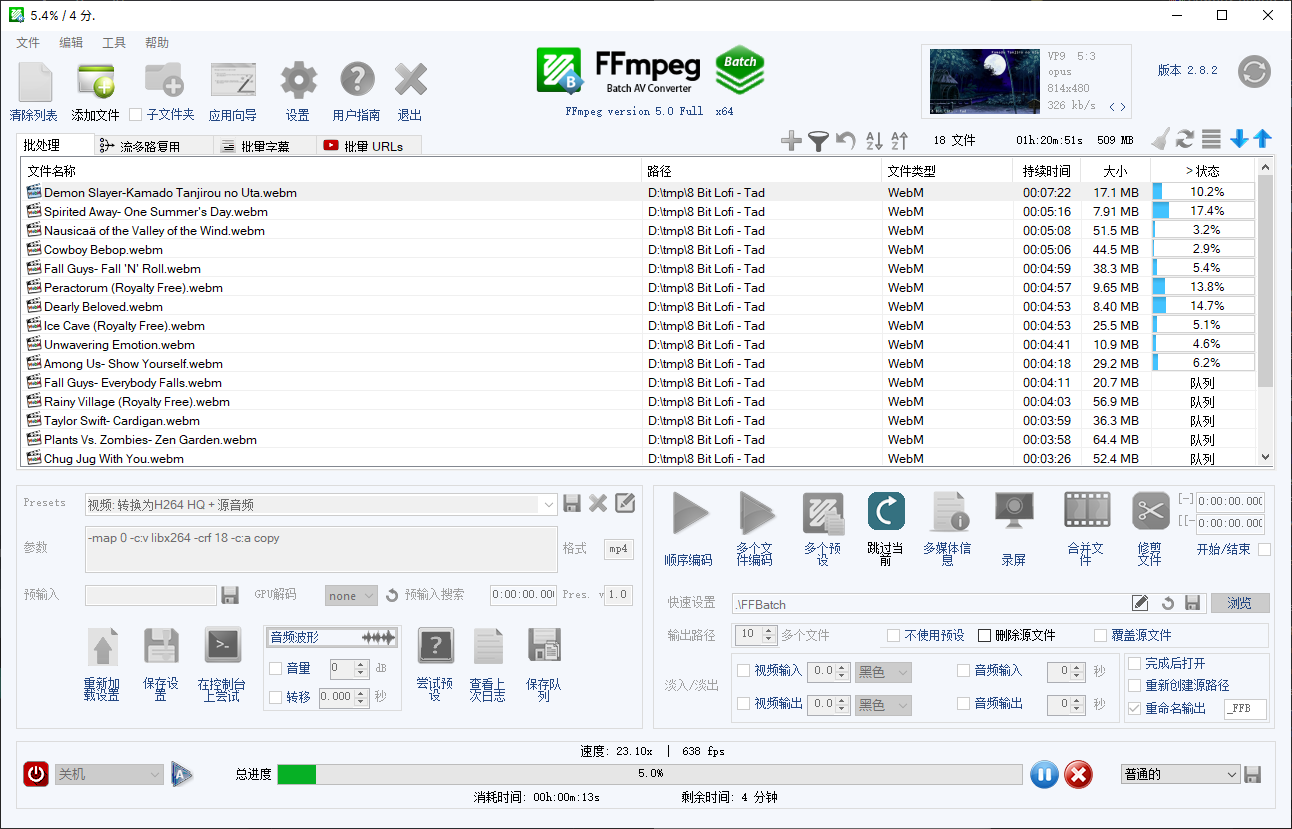 5.4% / 4 分.
文件 编辑 工具 帮助
清除列表 添加文件 子文件夹 应用向导 设置 用户指南 退出
FFmpeg Batch
Batch AV Converter
FFmpeg version 5.0 Full x64
VP9 5:3
opus
814x480
326 kb/s < >
版本 2.8.2
批处理 流多路复用 批量字幕 批量 URLs
18 文件 01h:20m:51s 509 MB
文件名称 路径 文件类型 持续时间 大小 > 状态
Demon Slayer-Kamado Tanjirou no Uta.webm D:\tmp\8 Bit Lofi - Tad WebM 00:07:22 17.1 MB 10.2%
Spirited Away- One Summer's Day.webm D:\tmp\8 Bit Lofi - Tad WebM 00:05:16 7.91 MB 17.4%
Nausicaä of the Valley of the Wind.webm D:\tmp\8 Bit Lofi - Tad WebM 00:05:08 51.5 MB 3.2%
Cowboy Bebop.webm D:\tmp\8 Bit Lofi - Tad WebM 00:05:06 44.5 MB 2.9%
Fall Guys- Fall 'N' Roll.webm D:\tmp\8 Bit Lofi - Tad WebM 00:04:59 38.3 MB 5.4%
Peractorum (Royalty Free).webm D:\tmp\8 Bit Lofi - Tad WebM 00:04:57 9.65 MB 13.8%
Dearly Beloved.webm D:\tmp\8 Bit Lofi - Tad WebM 00:04:53 8.40 MB 14.7%
Ice Cave (Royalty Free).webm D:\tmp\8 Bit Lofi - Tad WebM 00:04:53 25.5 MB 5.1%
Unwavering Emotion.webm D:\tmp\8 Bit Lofi - Tad WebM 00:04:41 10.9 MB 4.6%
Among Us- Show Yourself.webm D:\tmp\8 Bit Lofi - Tad WebM 00:04:18 29.2 MB 6.2%
Fall Guys- Everybody Falls.webm D:\tmp\8 Bit Lofi - Tad WebM 00:04:11 20.7 MB 队列
Rainy Village (Royalty Free).webm D:\tmp\8 Bit Lofi - Tad WebM 00:04:03 56.9 MB 队列
Taylor Swift- Cardigan.webm D:\tmp\8 Bit Lofi - Tad WebM 00:03:59 36.3 MB 队列
Plants Vs. Zombies- Zen Garden.webm D:\tmp\8 Bit Lofi - Tad WebM 00:03:58 64.4 MB 队列
Chug Jug With You.webm D:\tmp\8 Bit Lofi - Tad WebM 00:03:26 52.4 MB 队列
Presets 视频: 转换为H264 HQ + 源音频
参数 -map 0 -c:v libx264 -crf 18 -c:a copy 格式 mp4
预输入 GPU解码 none 预输入搜索 0:00:00.00 Pres. v 1.0
音频波形
音量 0 dB
转移 0.000 秒
重新加
载设置
保存设
置
在控制台
上尝试
尝试预
设
查看上
次日志
保存队
列
顺序编码
多个文
件编码
多个预
设
跳过当
前
多媒体信
息
录屏
合并文
件
修剪
文件
[-] 0:00:00.000
[[- 0:00:00.000
开始/结束
快速设置 .\FFBatch 浏览
输出路径 10 多个文件 不使用预设 删除源文件 覆盖源文件
淡入/淡出
视频输入 0.0 黑色 音频输入 0 秒
视频输出 0.0 黑色 音频输出 0 秒
完成后打开
重新创建源路径
重命名输出 _FFB
速度: 23.10x | 638 fps
关机 A 总进度 5.0% 普通的
消耗时间: 00h:00m:13s 剩余时间: 4 分钟